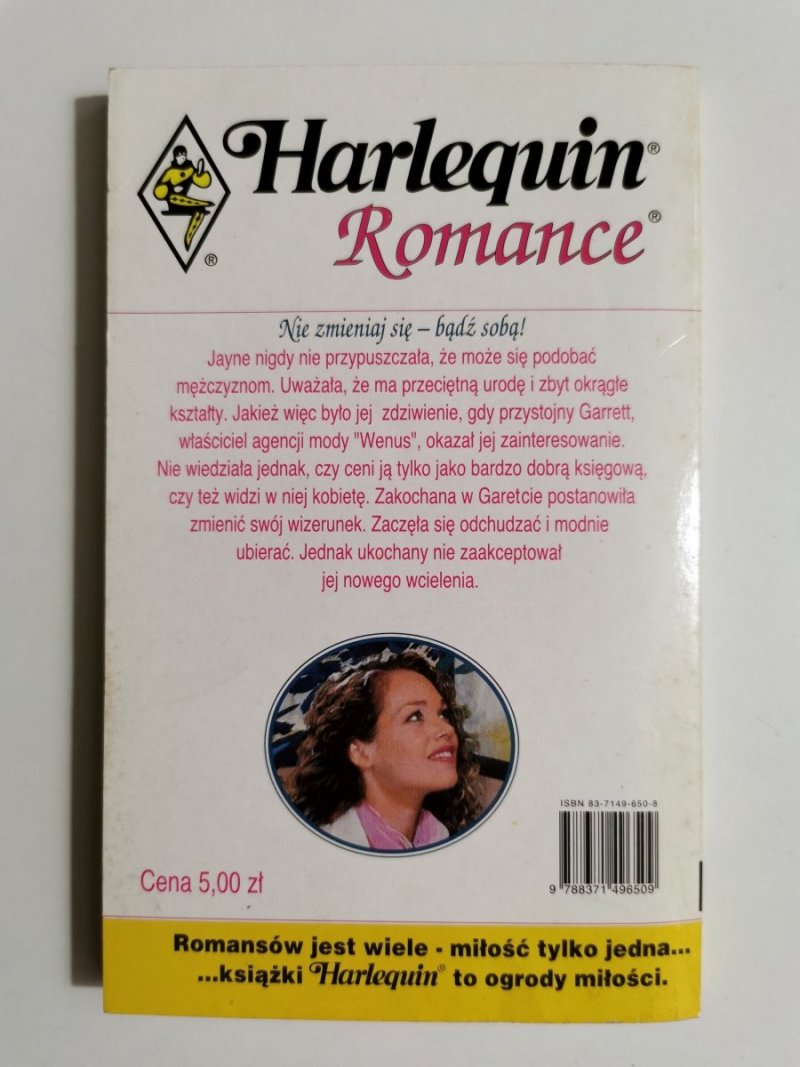 Harlequin®
Romance®
®
Nie zmieniaj się – bądź sobą!
Jayne nigdy nie przypuszczała, że może się podobać
mężczyznom. Uważała, że ma przeciętną urodę i zbyt okrągłe
kształty. Jakież więc było jej zdziwienie, gdy przystojny Garrett,
właściciel agencji mody "Wenus", okazał jej zainteresowanie.
Nie wiedziała jednak, czy ceni ją tylko jako bardzo dobrą księgową,
czy też widzi w niej kobietę. Zakochana w Garetcie postanowiła
zmienić swój wizerunek. Zaczęła się odchudzać i modnie
ubierać. Jednak ukochany nie zaakceptował
jej nowego wcielenia.
ISBN 83-7149-650-8
9 788371 496509
Cena 5,00 zł
Romansów jest wiele - miłość tylko jedna...
...książki Harlequin® to ogrody miłości.